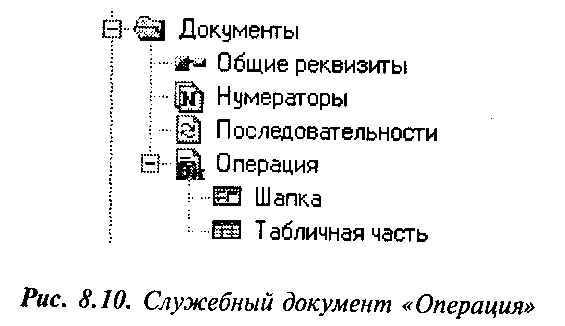 Документы
Общие реквизиты
Нумераторы
Последовательности
Операция
Шапка
Табличная часть
Рис. 8.10. Служебный документ «Операция»